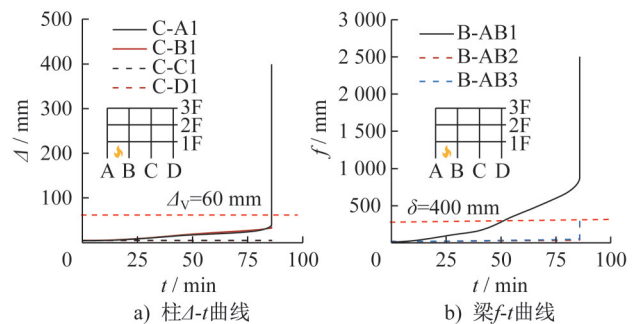 500
400
300
200
100
0
Δ / mm
C-A1
C-B1
C-C1
C-D1
3F
2F
1F
A B C D
ΔV=60 mm
0 25 50 75 100
t / min
a) 柱Δ-t曲线
3 000
2 500
2 000
1 500
1 000
500
0
f / mm
B-AB1
B-AB2
B-AB3
3F
2F
1F
A B C D
δ=400 mm
0 25 50 75 100
t / min
b) 梁f-t曲线